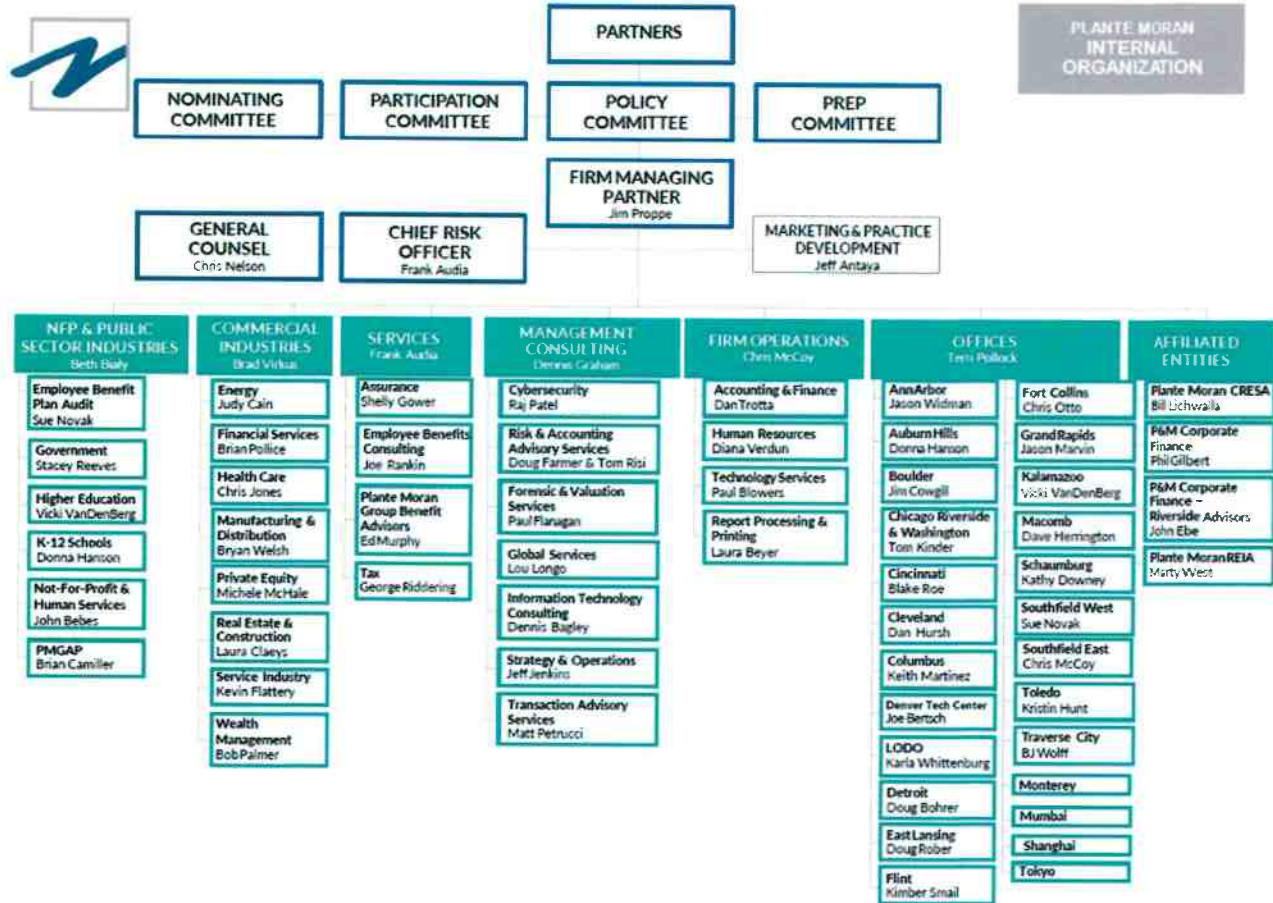 PARTNERS
PLANTE MORAN
INTERNAL
ORGANIZATION
NOMINATING
COMMITTEE
PARTICIPATION
COMMITTEE
POLICY
COMMITTEE
PREP
COMMITTEE
FIRM MANAGING
PARTNER
Jim Proppe
GENERAL
COUNSEL
Chris Nelson
CHIEF RISK
OFFICER
Frank Audia
MARKETING & PRACTICE
DEVELOPMENT
Jeff Antaya
NFP & PUBLIC
SECTOR INDUSTRIES
Beth Bialy
Employee Benefit
Plan Audit
Sue Novak
Government
Stacey Reeves
Higher Education
Vicki VanDenBerg
K-12 Schools
Donna Hanson
Not-For-Profit &
Human Services
John Bebes
PMGAP
Brian Camiller
COMMERCIAL
INDUSTRIES
Brad Virkus
Energy
Judy Cain
Financial Services
Brian Pollice
Health Care
Chris Jones
Manufacturing &
Distribution
Bryan Welsh
Private Equity
Michele McHale
Real Estate &
Construction
Laura Claeys
Service Industry
Kevin Flattery
Wealth
Management
Bob Palmer
SERVICES
Frank Audia
Assurance
Shelly Gower
Employee Benefits
Consulting
Joe Rankin
Plante Moran
Group Benefit
Advisors
Ed Murphy
Tax
George Riddering
MANAGEMENT
CONSULTING
Dennis Graham
Cybersecurity
Raj Patel
Risk & Accounting
Advisory Services
Doug Farmer & Tom Risi
Forensic & Valuation
Services
Paul Flanagan
Global Services
Lou Longo
Information Technology
Consulting
Dennis Bagley
Strategy & Operations
Jeff Jenkins
Transaction Advisory
Services
Matt Petrucci
FIRM OPERATIONS
Chris McCoy
Accounting & Finance
Dan Trotta
Human Resources
Diana Verdun
Technology Services
Paul Blowers
Report Processing &
Printing
Laura Beyer
OFFICES
Terri Pollock
Ann Arbor
Jason Widman
Auburn Hills
Donna Hanson
Boulder
Jim Cowgill
Chicago Riverside
& Washington
Tom Kinder
Cincinnati
Blake Roe
Cleveland
Dan Hursh
Columbus
Keith Martinez
Denver Tech Center
Joe Bertsch
LODO
Karla Whittenburg
Detroit
Doug Bohrer
East Lansing
Doug Rober
Flint
Kimber Smail
Fort Collins
Chris Otto
Grand Rapids
Jason Marvin
Kalamazoo
Vicki VanDenBerg
Macomb
Dave Herrington
Schaumburg
Kathy Downey
Southfield West
Sue Novak
Southfield East
Chris McCoy
Toledo
Kristin Hunt
Traverse City
BJ Wolff
Monterey
Mumbai
Shanghai
Tokyo
AFFILIATED
ENTITIES
Plante Moran CRESA
Bill Lichwalla
P&M Corporate
Finance
Phil Gilbert
P&M Corporate
Finance –
Riverside Advisors
John Ebe
Plante Moran REIA
Marty West